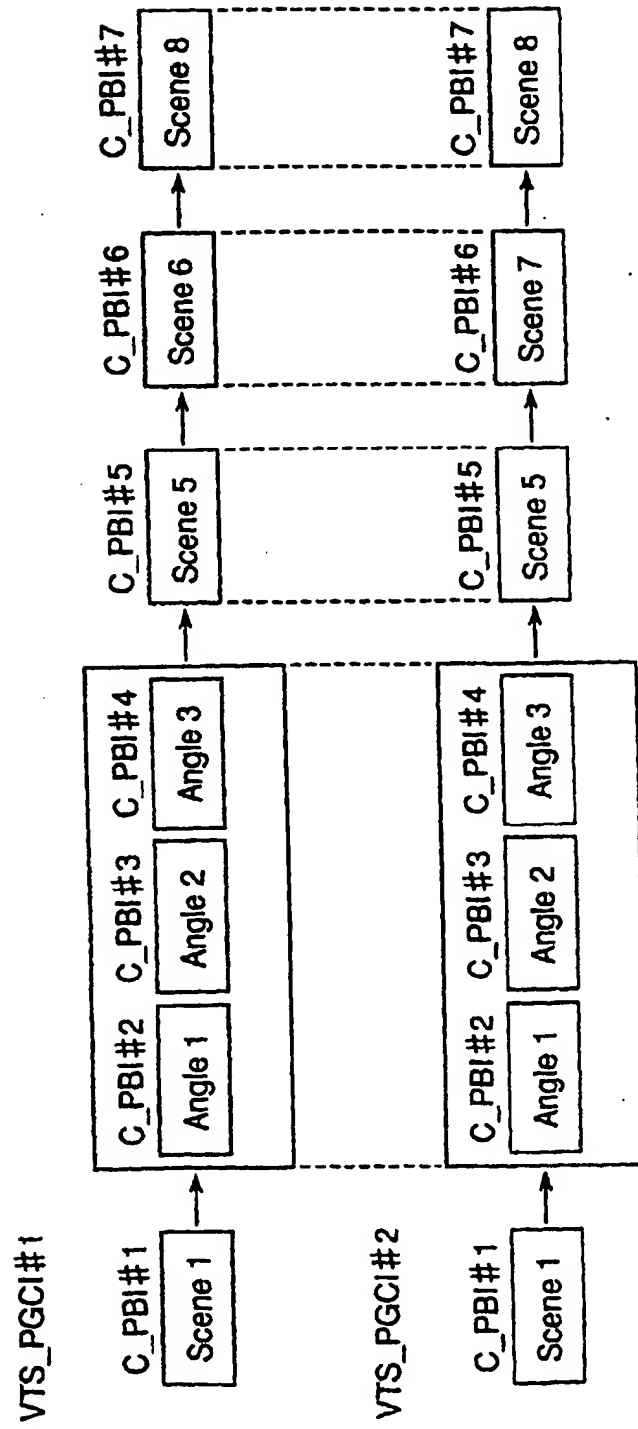 VTS_PGCI#1
C_PBI#1
Scene 1
C_PBI#2
Angle 1
C_PBI#3
Angle 2
C_PBI#4
Angle 3
C_PBI#5
Scene 5
C_PBI#6
Scene 6
C_PBI#7
Scene 8
VTS_PGCI#2
C_PBI#1
Scene 1
C_PBI#2
Angle 1
C_PBI#3
Angle 2
C_PBI#4
Angle 3
C_PBI#5
Scene 5
C_PBI#6
Scene 7
C_PBI#7
Scene 8